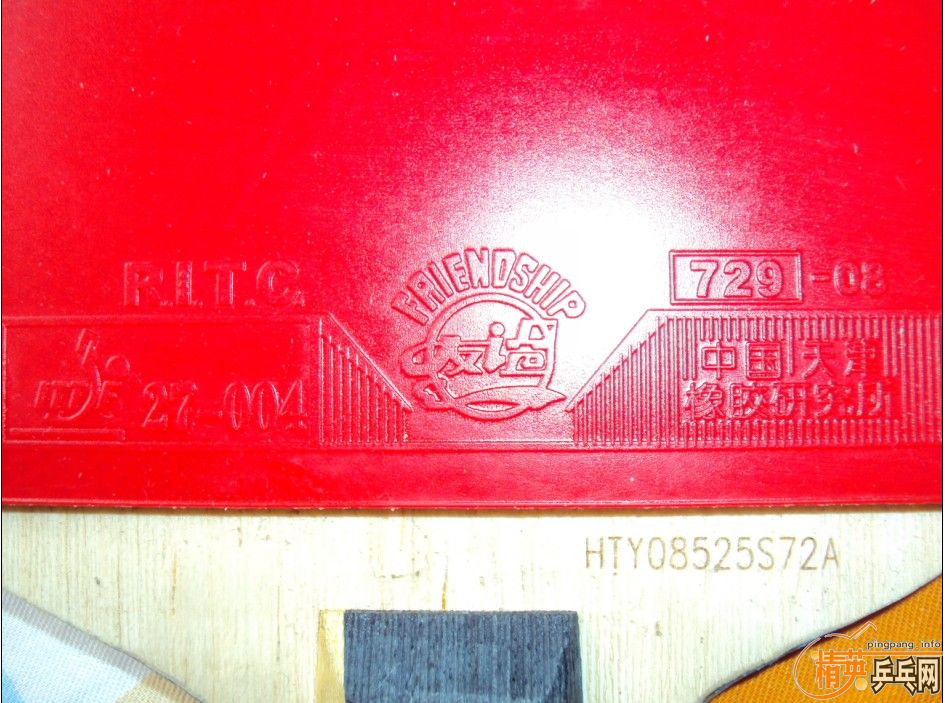 R.I.T.C.
FRIENDSHIP
友谊
729-08
ITTF 27-004
中国天津
橡胶研究所
HTY08525S72A
pingpang.info
精英乒乓网